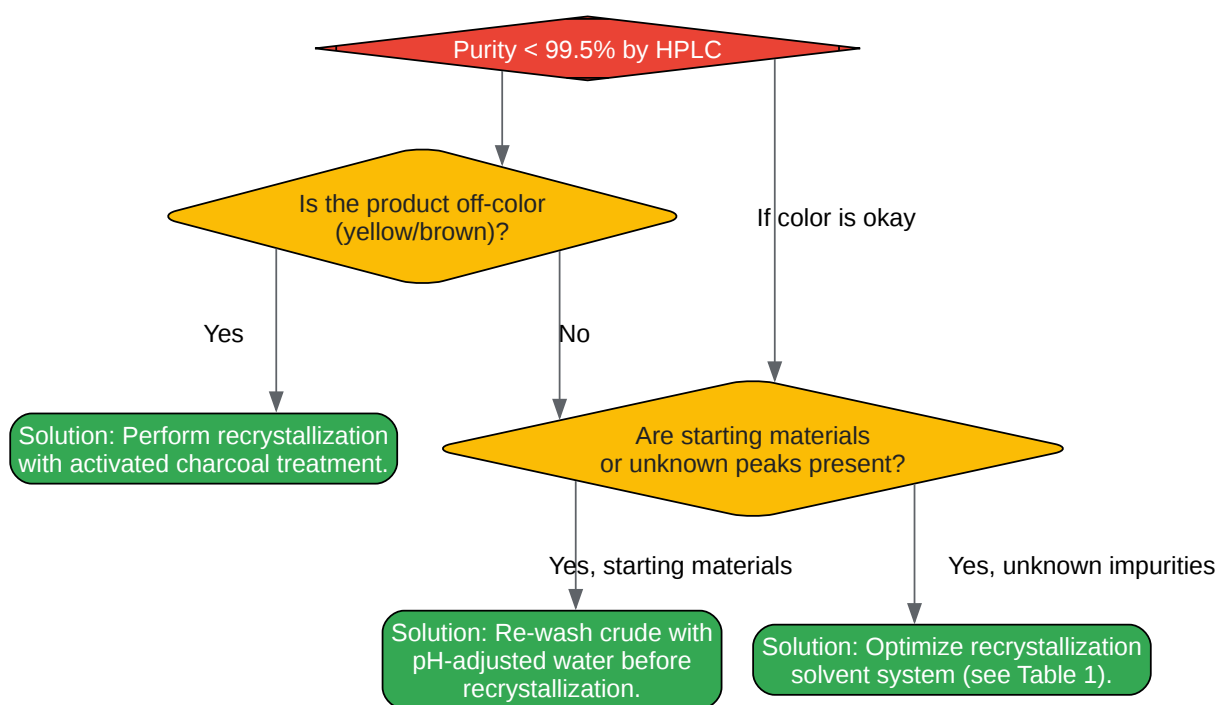 Purity < 99.5% by HPLC
Is the product off-color
(yellow/brown)?
If color is okay
Yes
No
Solution: Perform recrystallization
with activated charcoal treatment.
Are starting materials
or unknown peaks present?
Yes, starting materials
Yes, unknown impurities
Solution: Re-wash crude with
pH-adjusted water before
recrystallization.
Solution: Optimize recrystallization
solvent system (see Table 1).